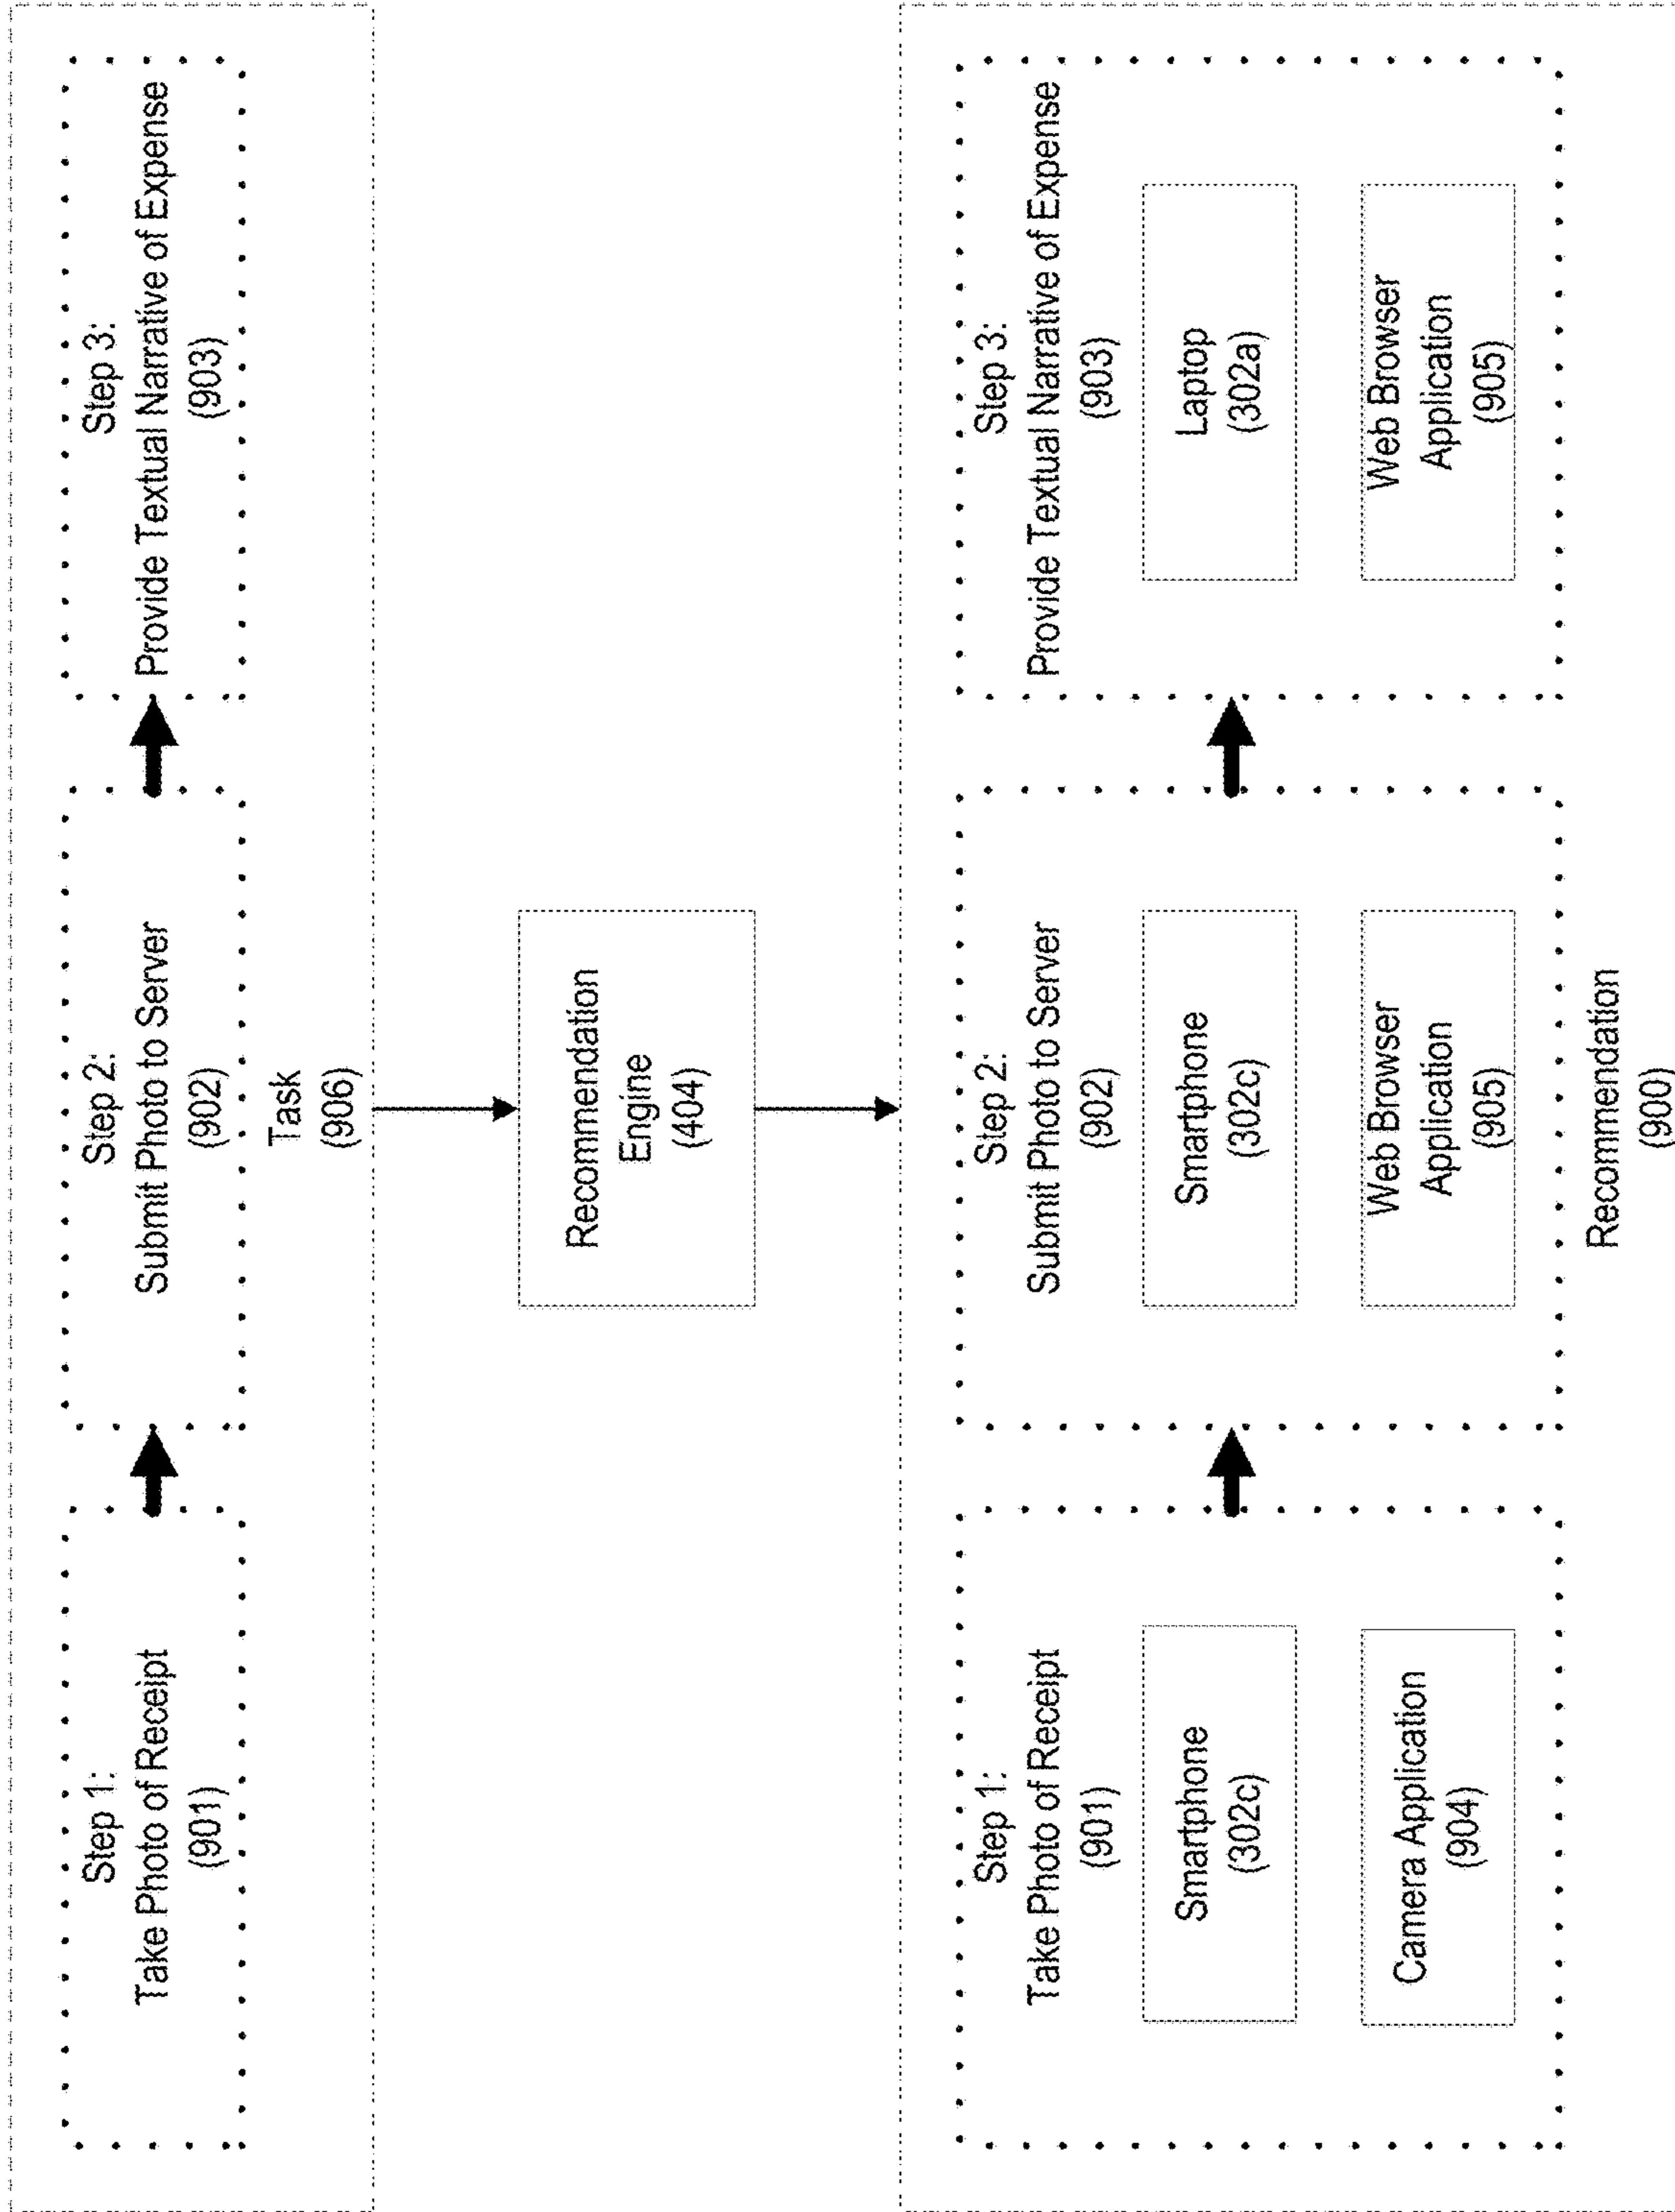 Step 1:
Take Photo of Receipt
(901)
Step 2:
Submit Photo to Server
(902)
Step 3:
Provide Textual Narrative of Expense
(903)
Task
(906)
Recommendation
Engine
(404)
Step 1:
Take Photo of Receipt
(901)
Smartphone
(302c)
Camera Application
(904)
Step 2:
Submit Photo to Server
(902)
Smartphone
(302c)
Web Browser
Application
(905)
Step 3:
Provide Textual Narrative of Expense
(903)
Laptop
(302a)
Web Browser
Application
(905)
Recommendation
(900)